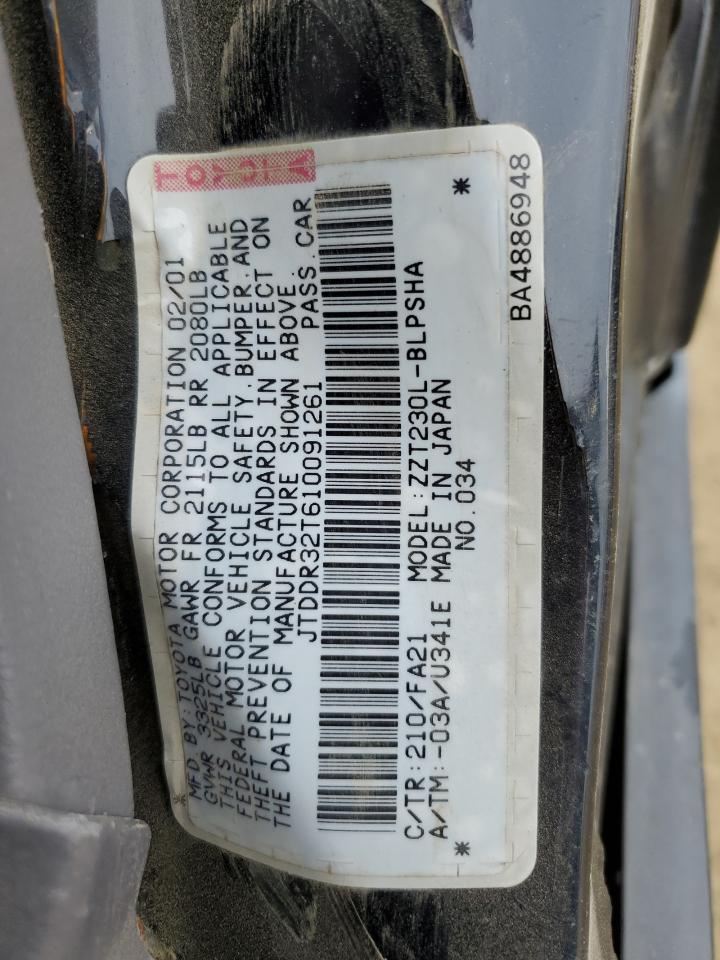 TOYOTA
MFD BY: TOYOTA MOTOR CORPORATION 02/01
GVWR 3325LB GAWR FR 2115LB RR 2080LB
THIS VEHICLE CONFORMS TO ALL APPLICABLE
FEDERAL MOTOR VEHICLE SAFETY, BUMPER, AND
THEFT PREVENTION STANDARDS IN EFFECT ON
THE DATE OF MANUFACTURE SHOWN ABOVE.
JTDDR32T610091261 PASS.CAR
C/TR:210/FA21 MODEL:ZZT230L-BLPSHA
A/TM:-03A/U341E MADE IN JAPAN
NO.034
BA4886948